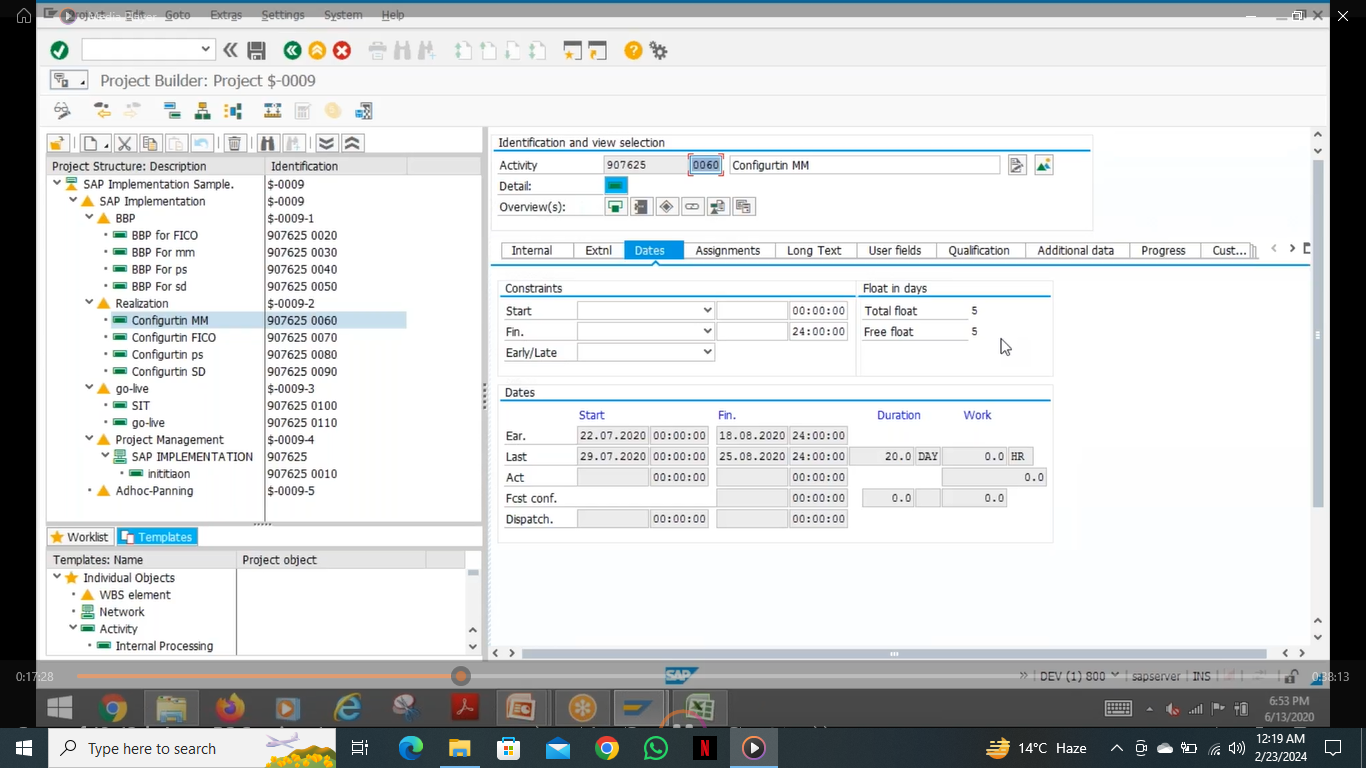 Project Edit Goto Extras Settings System Help
Media Player
Project Builder: Project $-0009
Project Structure: Description Identification
SAP Implementation Sample. $-0009
SAP Implementation $-0009
BBP $-0009-1
BBP for FICO 907625 0020
BBP For mm 907625 0030
BBP For ps 907625 0040
BBP For sd 907625 0050
Realization $-0009-2
Configurtin MM 907625 0060
Configurtin FICO 907625 0070
Configurtin ps 907625 0080
Configurtin SD 907625 0090
go-live $-0009-3
SIT 907625 0100
go-live 907625 0110
Project Management $-0009-4
SAP IMPLEMENTATION 907625
inititiaon 907625 0010
Adhoc-Panning $-0009-5
Worklist Templates
Templates: Name Project object
Individual Objects
WBS element
Network
Activity
Internal Processing
Identification and view selection
Activity 907625 0060 Configurtin MM
Detail:
Overview(s):
Internal Extnl Dates Assignments Long Text User fields Qualification Additional data Progress Cust...
Constraints
Start 00:00:00
Fin. 24:00:00
Early/Late
Float in days
Total float 5
Free float 5
Dates
Start Fin. Duration Work
Ear. 22.07.2020 00:00:00 18.08.2020 24:00:00
Last 29.07.2020 00:00:00 25.08.2020 24:00:00 20.0 DAY 0.0 HR
Act 00:00:00 00:00:00 0.0
Fcst conf. 00:00:00 0.0 0.0
Dispatch. 00:00:00 00:00:00
0:17:28 SAP DEV (1) 800 sapserver INS 0:38:13
6:53 PM
6/13/2020
Type here to search 14°C Haze
12:19 AM
2/23/2024